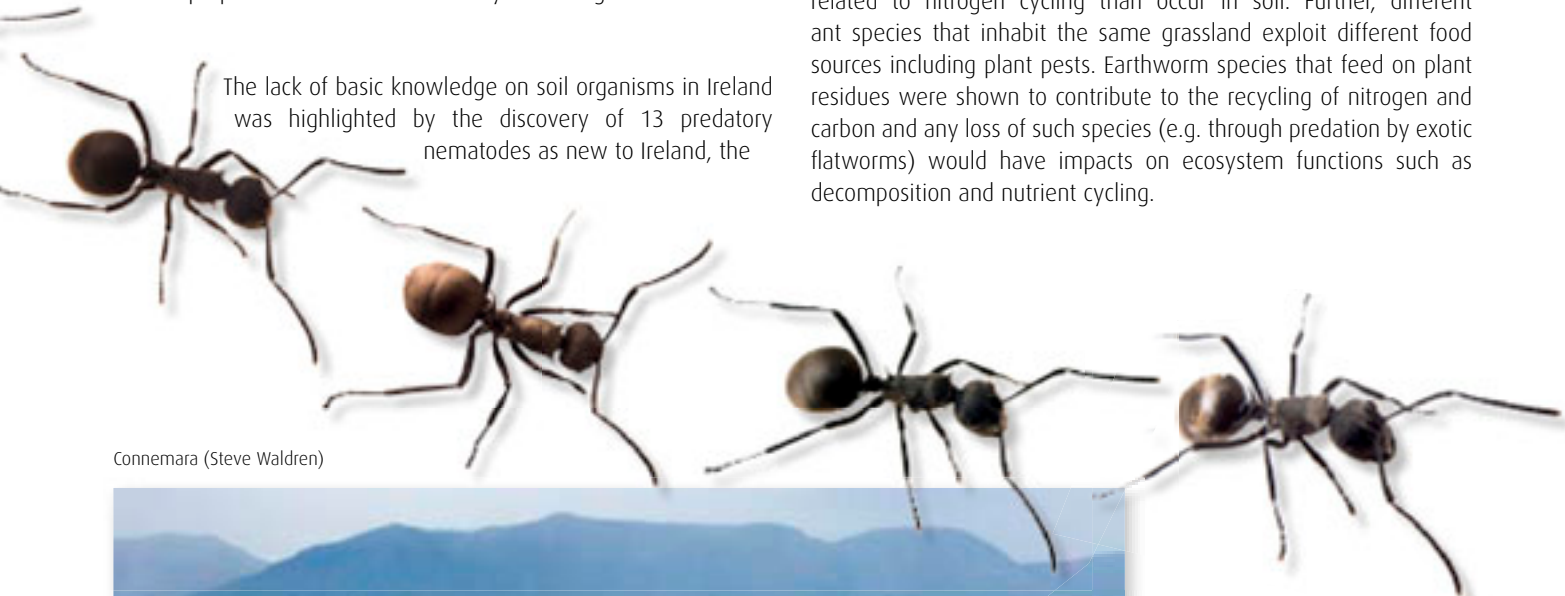 The lack of basic knowledge on soil organisms in Ireland
was highlighted by the discovery of 13 predatory
nematodes as new to Ireland, the
related to nitrogen cycling than occur in soil. Further, different
ant species that inhabit the same grassland exploit different food
sources including plant pests. Earthworm species that feed on plant
residues were shown to contribute to the recycling of nitrogen and
carbon and any loss of such species (e.g. through predation by exotic
flatworms) would have impacts on ecosystem functions such as
decomposition and nutrient cycling.
Connemara (Steve Waldren)